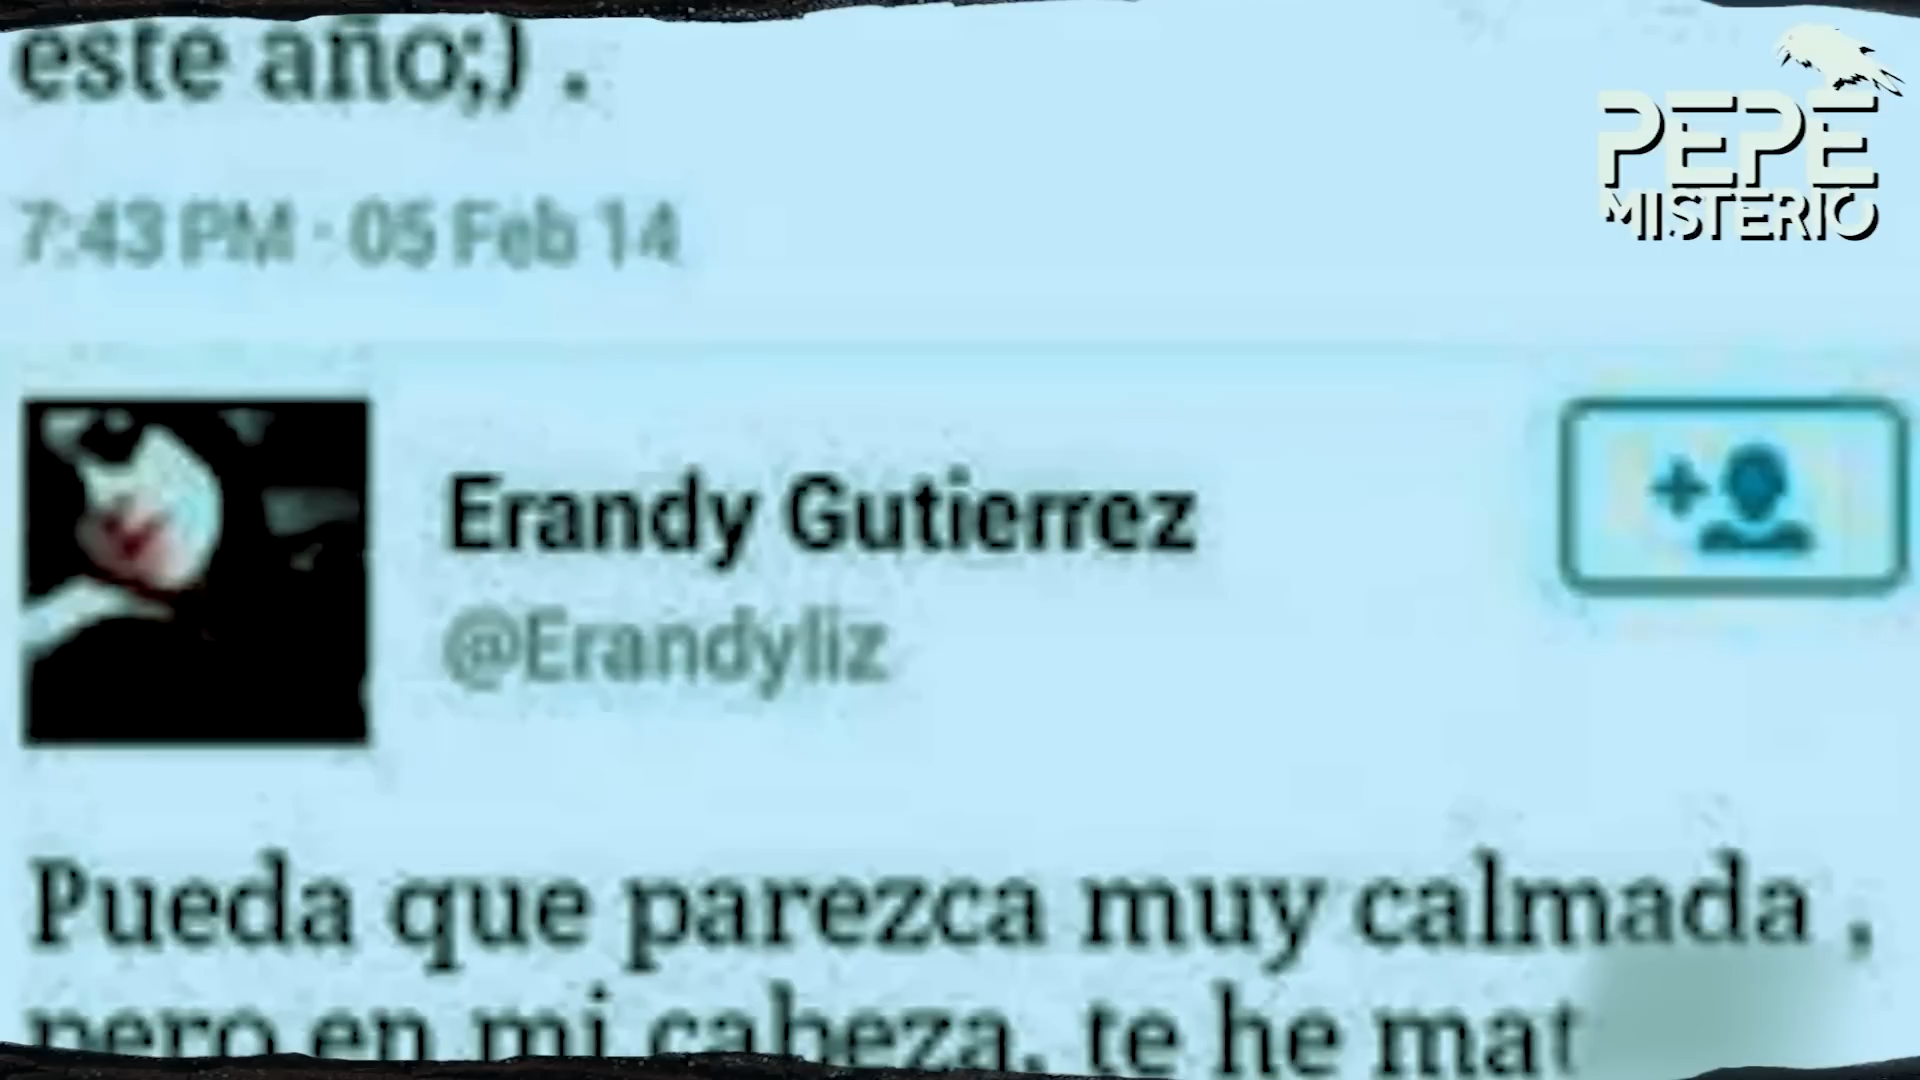 este año;) .
PEPE
MISTERIO
7:43 PM · 05 Feb 14
Erandy Gutierrez
@Erandyliz
Pueda que parezca muy calmada ,
pero en mi cabeza, te he mat